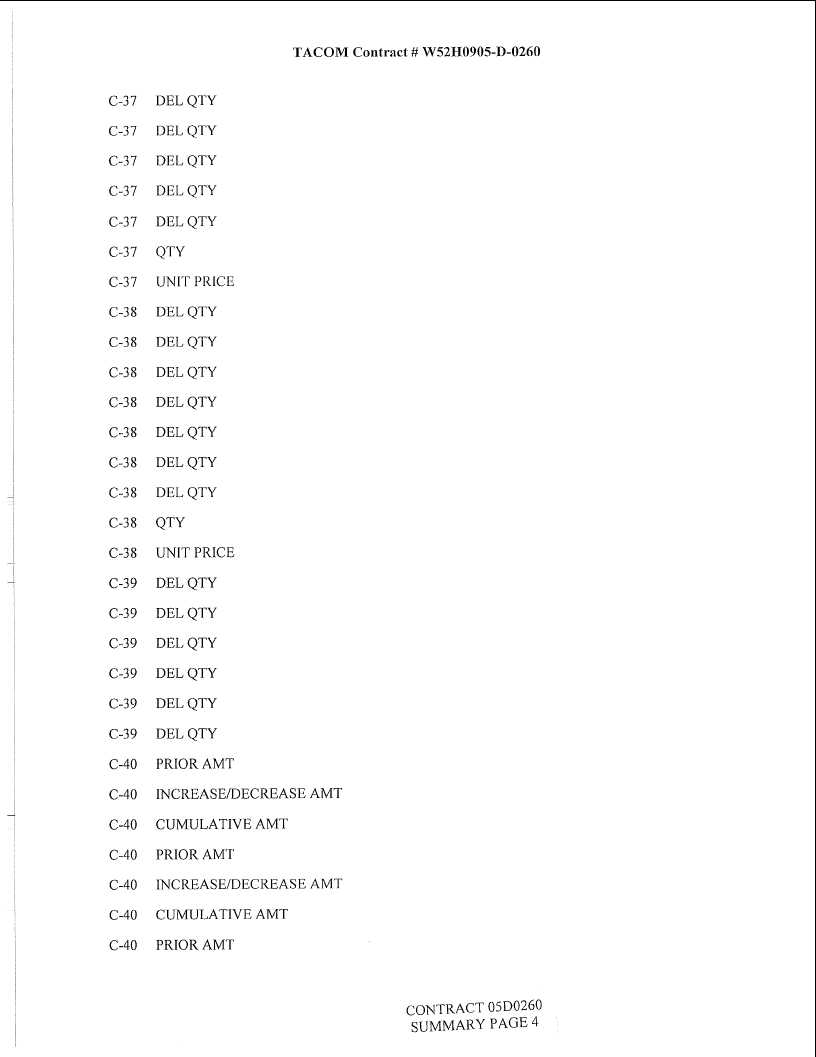 TACOM Contract # W52H0905-D-0260
C-37 DEL QTY
C-37 DEL QTY
C-37 DEL QTY
C-37 DEL QTY
C-37 DEL QTY
C-37 QTY
C-37 UNIT PRICE
C-38 DEL QTY
C-38 DEL QTY
C-38 DEL QTY
C-38 DEL QTY
C-38 DEL QTY
C-38 DEL QTY
C-38 DEL QTY
C-38 QTY
C-38 UNIT PRICE
C-39 DEL QTY
C-39 DEL QTY
C-39 DEL QTY
C-39 DEL QTY
C-39 DEL QTY
C-39 DEL QTY
C-40 PRIOR AMT
C-40 INCREASE/DECREASE AMT
C-40 CUMULATIVE AMT
C-40 PRIOR AMT
C-40 INCREASE/DECREASE AMT
C-40 CUMULATIVE AMT
C-40 PRIOR AMT
CONTRACT 05D0260
SUMMARY PAGE 4